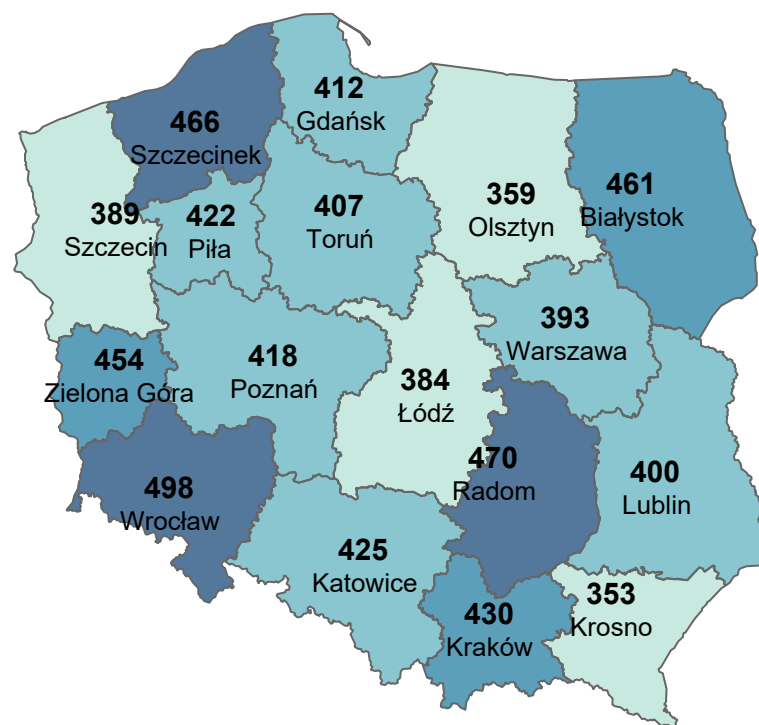 412
Gdańsk
466
Szczecinek
359
Olsztyn
461
Białystok
389
Szczecin
422
Piła
407
Toruń
393
Warszawa
454
Zielona Góra
418
Poznań
384
Łódź
470
Radom
400
Lublin
498
Wrocław
425
Katowice
430
Kraków
353
Krosno